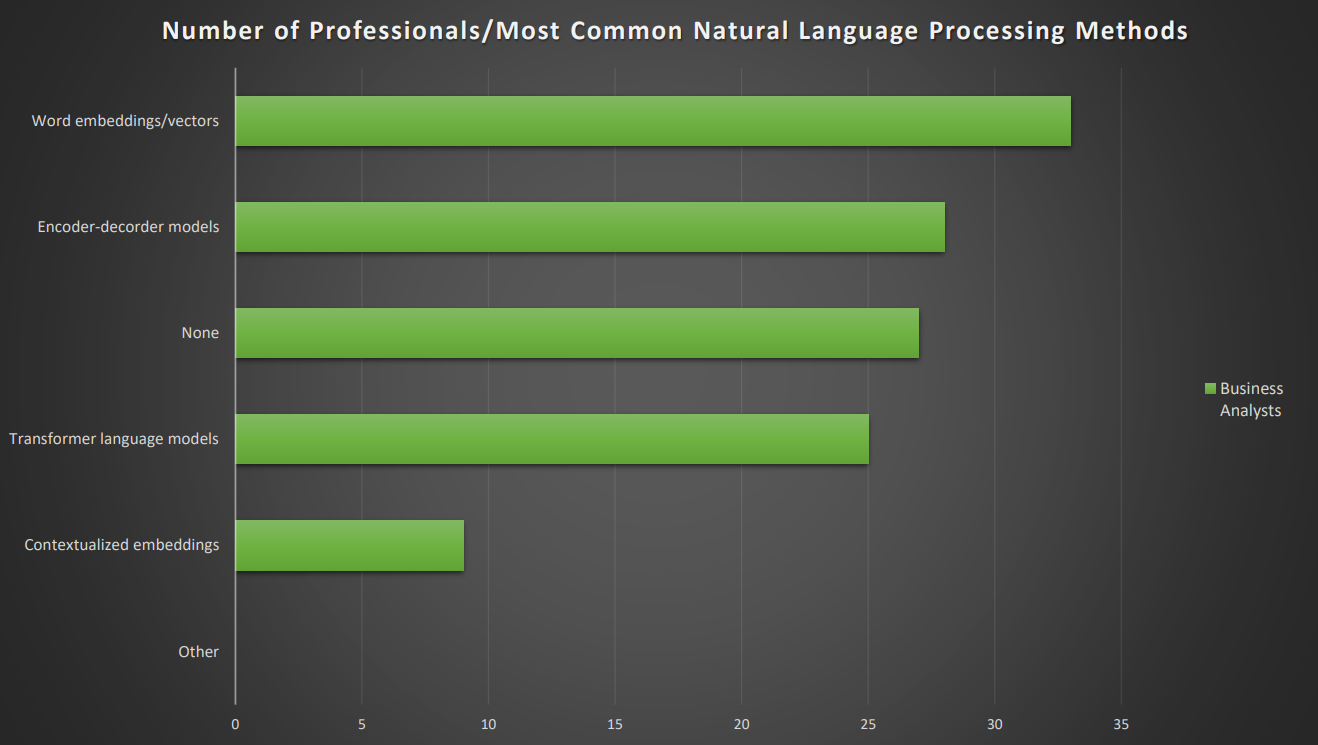 Number of Professionals/Most Common Natural Language Processing Methods
Word embeddings/vectors
Encoder-decorder models
None
Transformer language models
Contextualized embeddings
Other
0 5 10 15 20 25 30 35
Business
Analysts